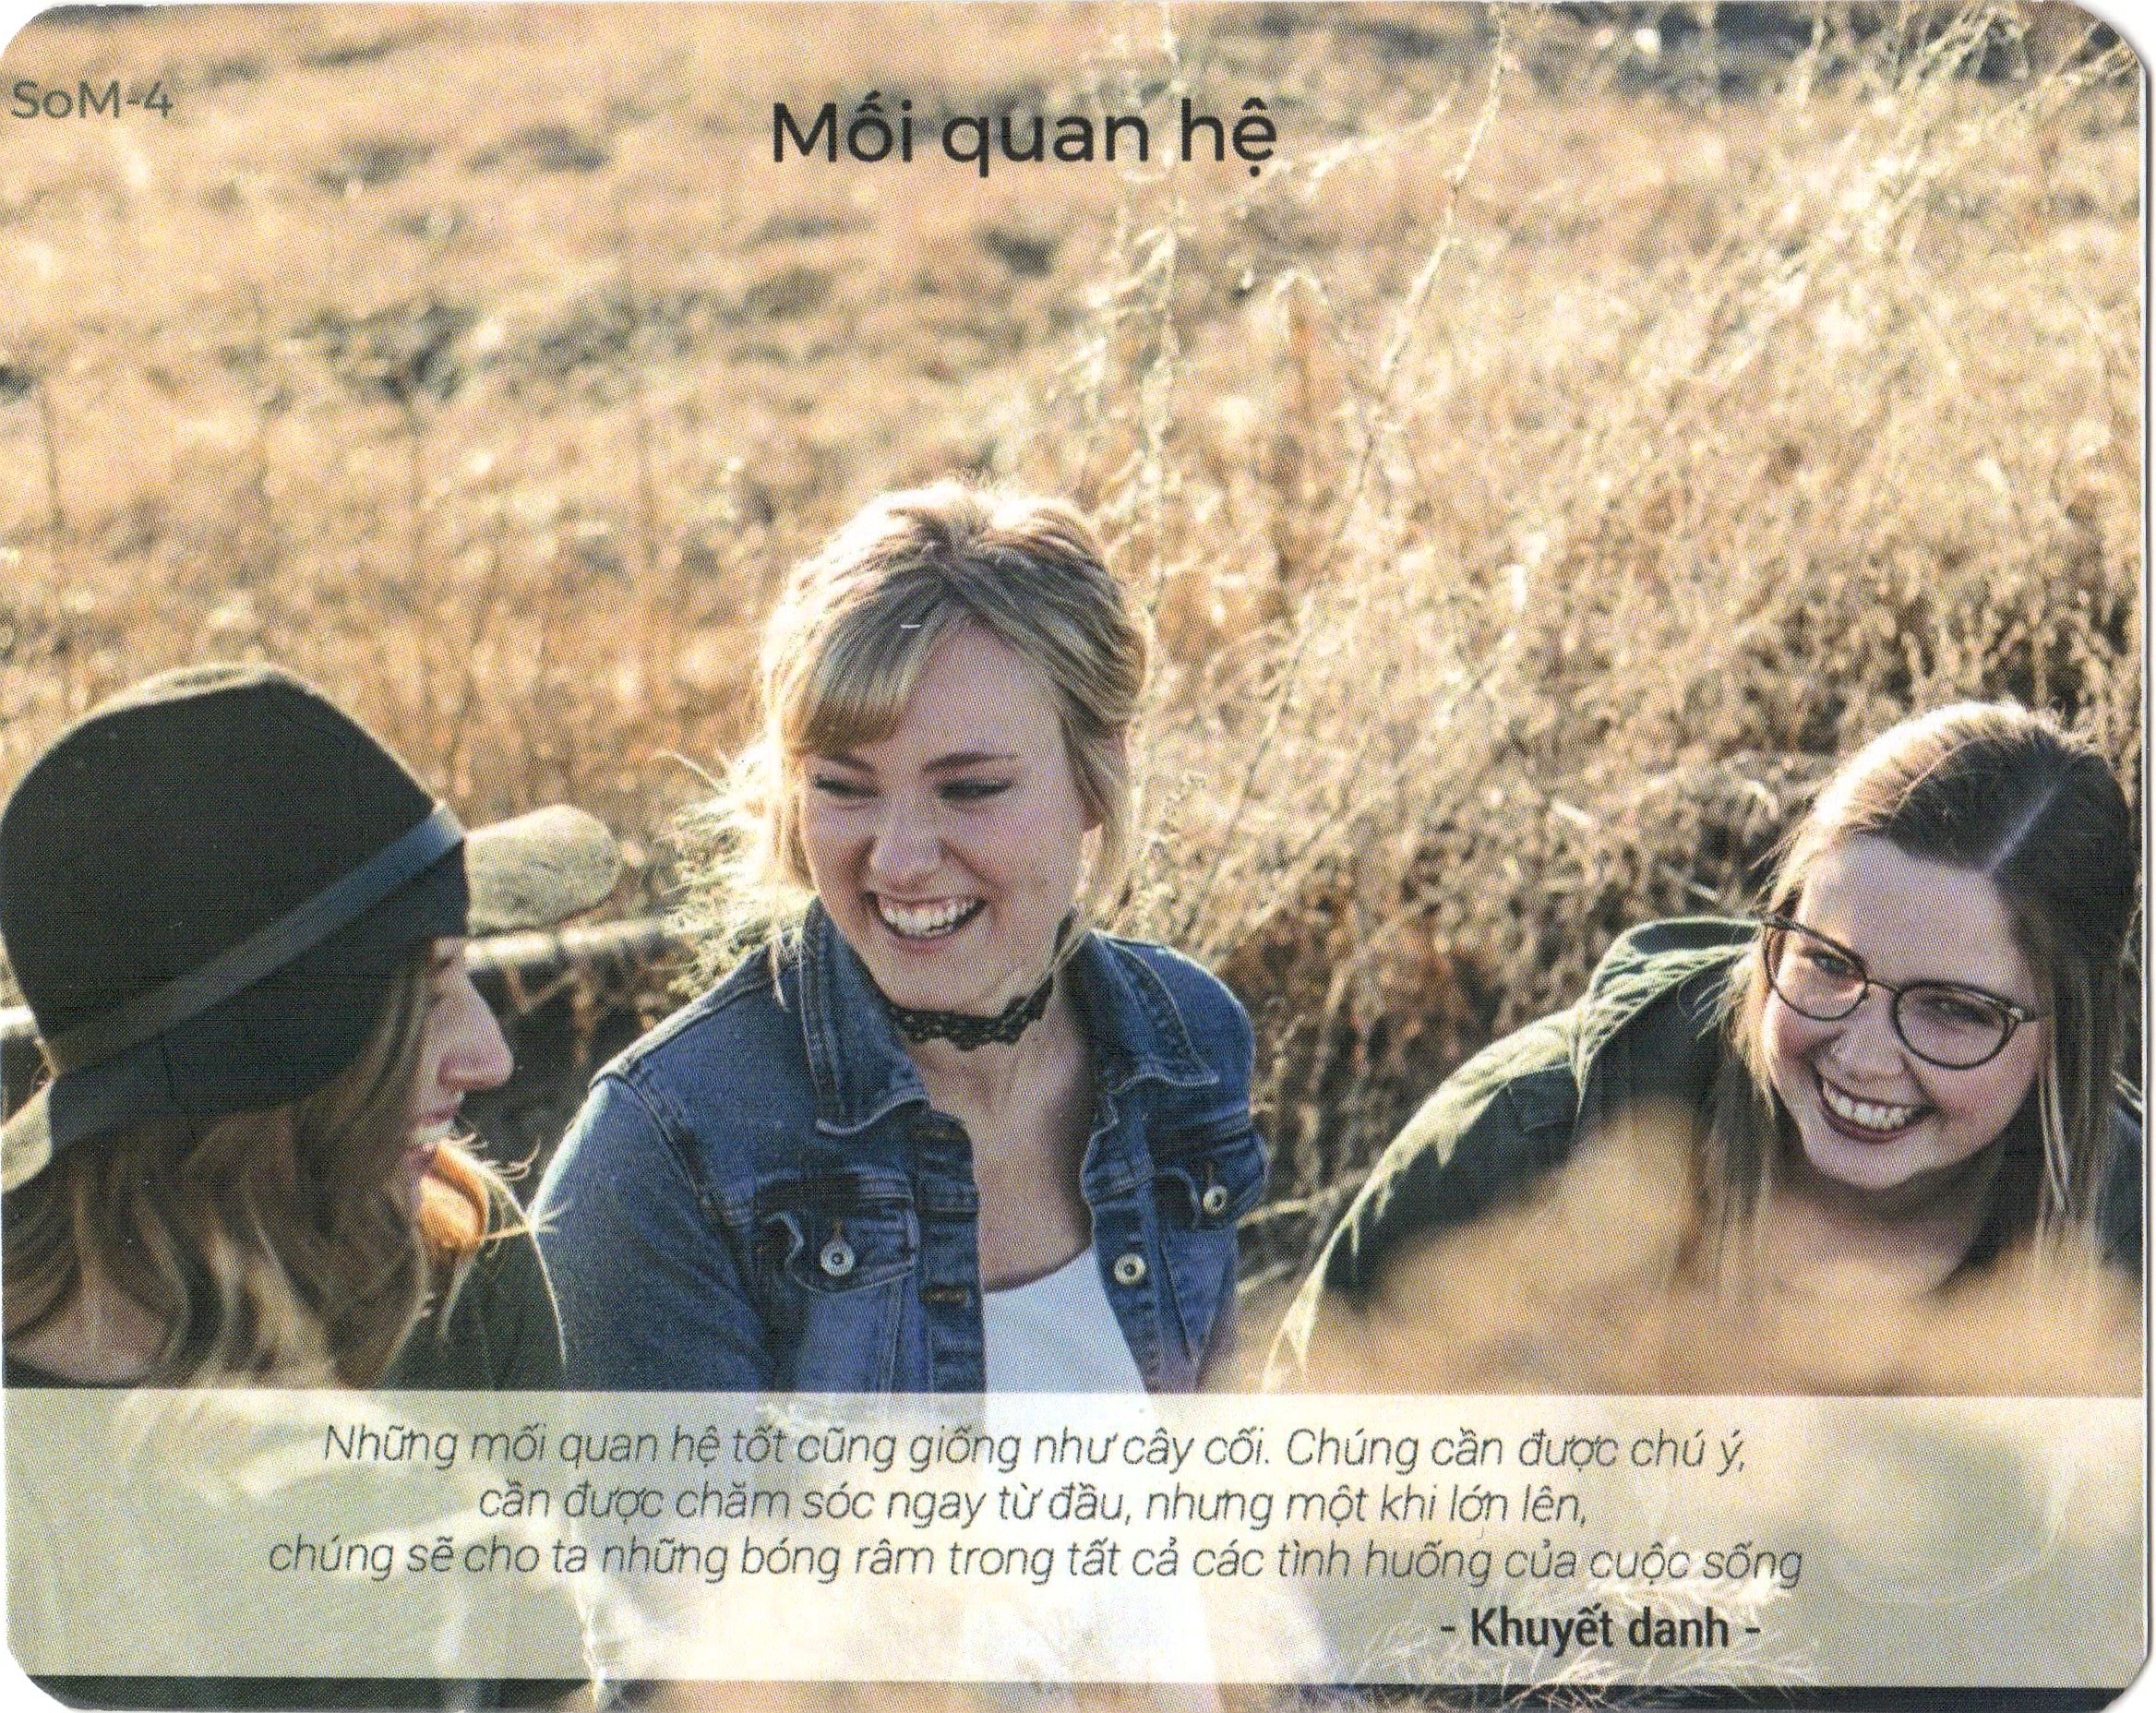 SoM-4
Mối quan hệ
Những mối quan hệ tốt cũng giống như cây cối. Chúng cần được chú ý,
cần được chăm sóc ngay từ đầu, nhưng một khi lớn lên,
chúng sẽ cho ta những bóng râm trong tất cả các tình huống của cuộc sống
- Khuyết danh -